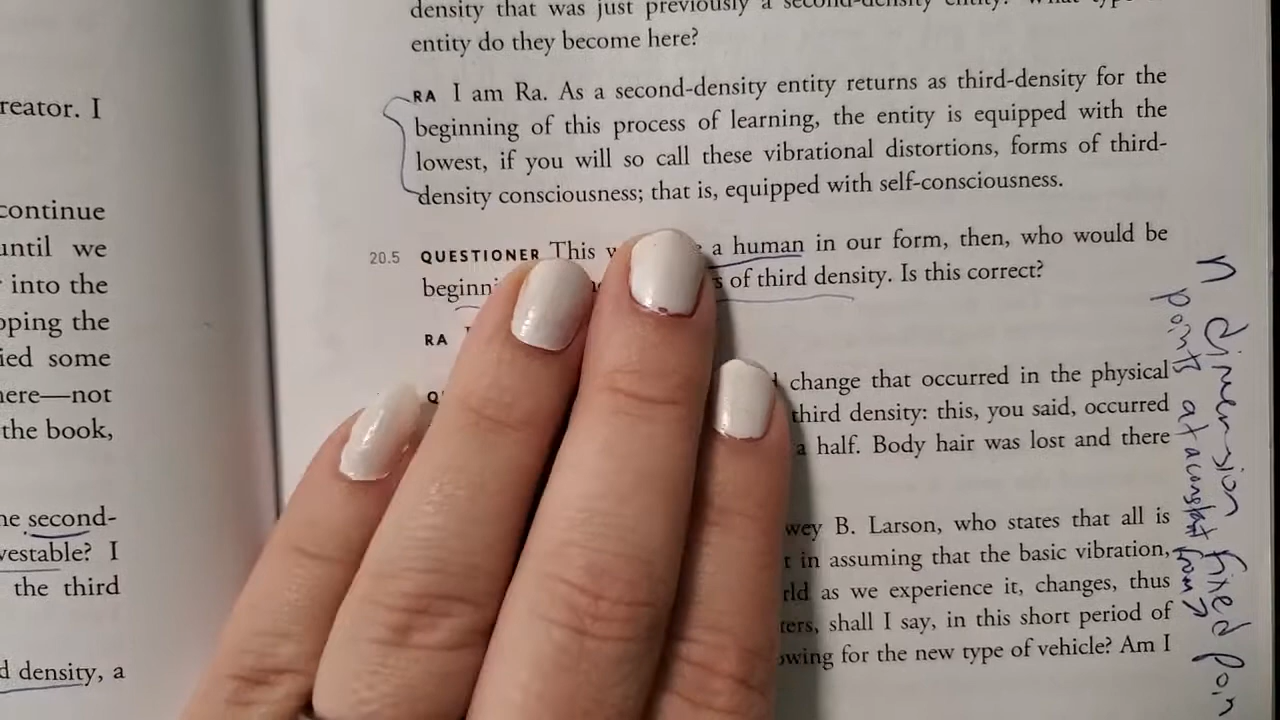 reator. I
continue
until we
into the
pping the
ied some
here—not
the book,
ne second-
vestable? I
the third
d density, a
density that was just previously a second-density entity? What type
entity do they become here?
RA I am Ra. As a second-density entity returns as third-density for the
beginning of this process of learning, the entity is equipped with the
lowest, if you will so call these vibrational distortions, forms of third-
density consciousness; that is, equipped with self-consciousness.
20.5 QUESTIONER This a human in our form, then, who would be
beginn s of third density. Is this correct?
RA
Q
change that occurred in the physical
third density: this, you said, occurred
a half. Body hair was lost and there
wey B. Larson, who states that all is
t in assuming that the basic vibration,
rld as we experience it, changes, thus
ters, shall I say, in this short period of
owing for the new type of vehicle? Am I
n dimension fixed poin
points at a constant from